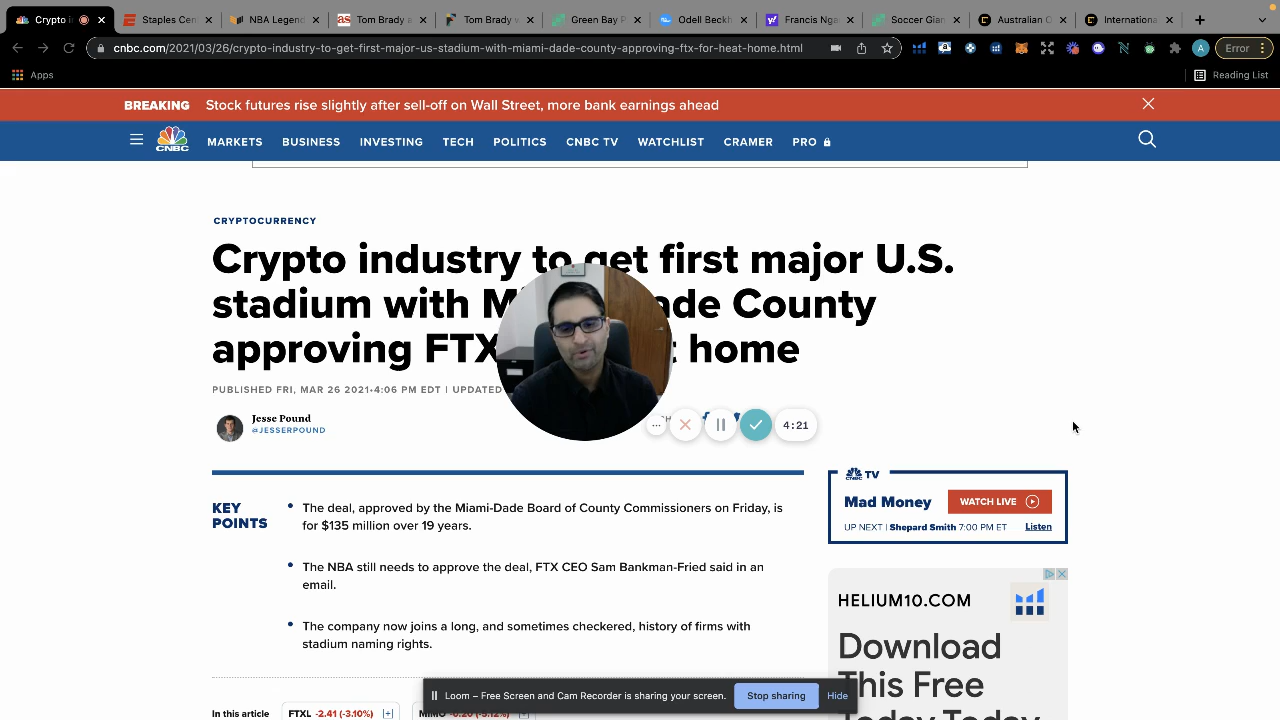 Crypto i
Staples Cen
NBA Legend
Tom Brady a
Tom Brady w
Green Bay P
Odell Beckh
Francis Nga
Soccer Gian
Australian O
Internationa
cnbc.com/2021/03/26/crypto-industry-to-get-first-major-us-stadium-with-miami-dade-county-approving-ftx-for-heat-home.html
A
Error
Apps
Reading List
BREAKING Stock futures rise slightly after sell-off on Wall Street, more bank earnings ahead
CNBC MARKETS BUSINESS INVESTING TECH POLITICS CNBC TV WATCHLIST CRAMER PRO
CRYPTOCURRENCY
Crypto industry to get first major U.S.
stadium with M ade County
approving FTX home
PUBLISHED FRI, MAR 26 2021•4:06 PM EDT | UPDATED
Jesse Pound
@JESSERPOUND
4:21
KEY
POINTS
The deal, approved by the Miami-Dade Board of County Commissioners on Friday, is
for $135 million over 19 years.
The NBA still needs to approve the deal, FTX CEO Sam Bankman-Fried said in an
email.
The company now joins a long, and sometimes checkered, history of firms with
stadium naming rights.
CNBC TV
Mad Money WATCH LIVE
UP NEXT | Shepard Smith 7:00 PM ET Listen
HELIUM10.COM
Download
This Free
Loom – Free Screen and Cam Recorder is sharing your screen. Stop sharing Hide
In this article FTXL -2.41 (-3.10%)